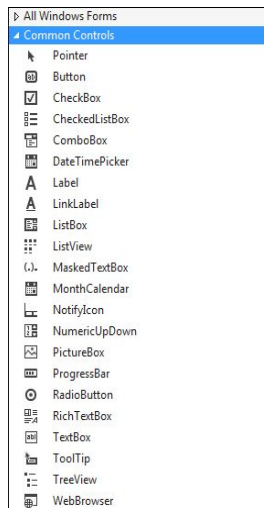 All Windows Forms
Common Controls
Pointer
Button
CheckBox
CheckedListBox
ComboBox
DateTimePicker
Label
LinkLabel
ListBox
ListView
MaskedTextBox
MonthCalendar
NotifyIcon
NumericUpDown
PictureBox
ProgressBar
RadioButton
RichTextBox
TextBox
ToolTip
TreeView
WebBrowser